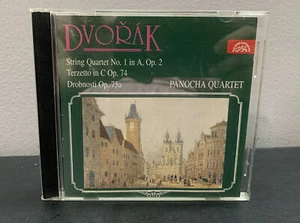 DVOŘÁK
String Quartet No. 1 in A, Op. 2
Terzetto in C Op. 74
Drobnosti Op. 75a
PANOCHA QUARTET